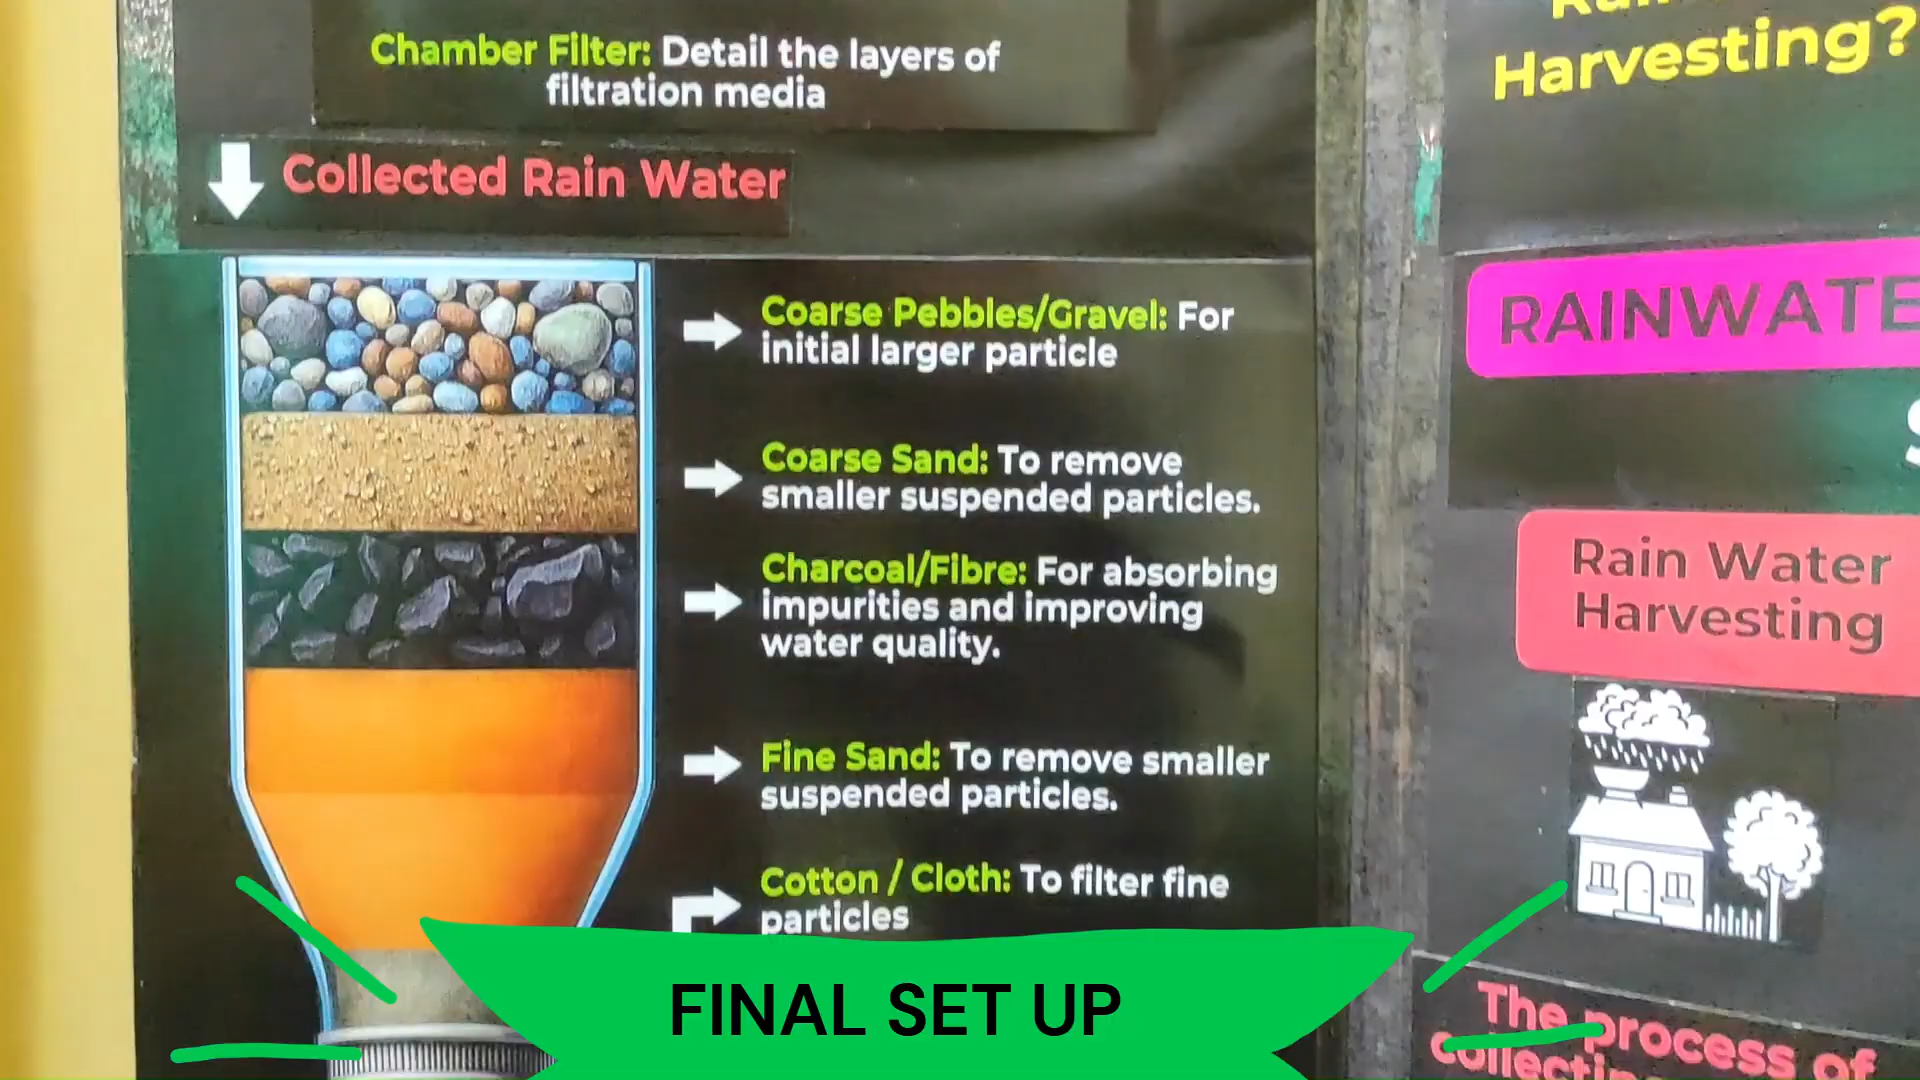 Chamber Filter: Detail the layers of
filtration media
Collected Rain Water
Coarse Pebbles/Gravel: For
initial larger particle
Coarse Sand: To remove
smaller suspended particles.
Charcoal/Fibre: For absorbing
impurities and improving
water quality.
Fine Sand: To remove smaller
suspended particles.
Cotton / Cloth: To filter fine
particles
FINAL SET UP
Harvesting?
RAINWATE
Rain Water
Harvesting
The process of